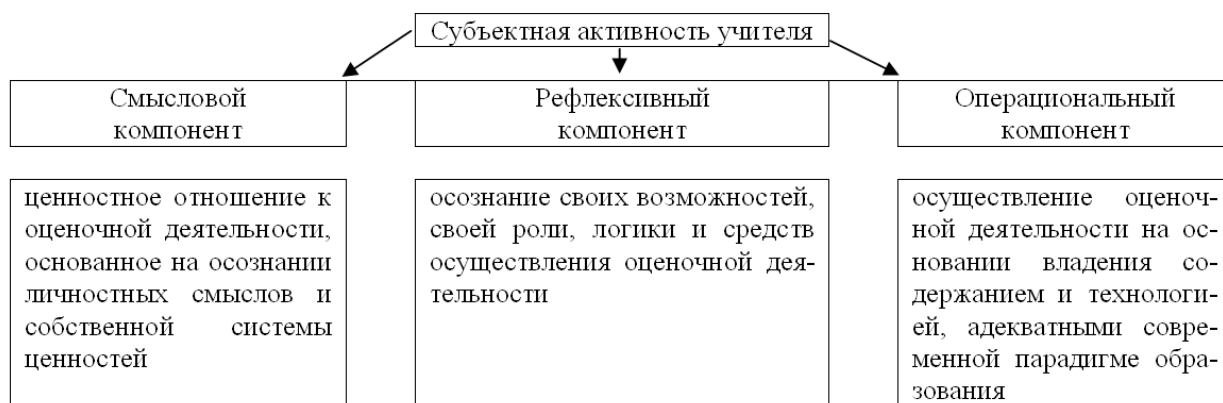 Субъектная активность учителя
Смысловой
компонент
Рефлексивный
компонент
Операциональный
компонент
ценностное отношение к
оценочной деятельности,
основанное на осознании
личностных смыслов и
собственной системы
ценностей
осознание своих возможностей,
своей роли, логики и средств
осуществления оценочной дея-
тельности
осуществление оценоч-
ной деятельности на ос-
новании владения со-
держанием и технологи-
ей, адекватными совре-
менной парадигме обра-
зования